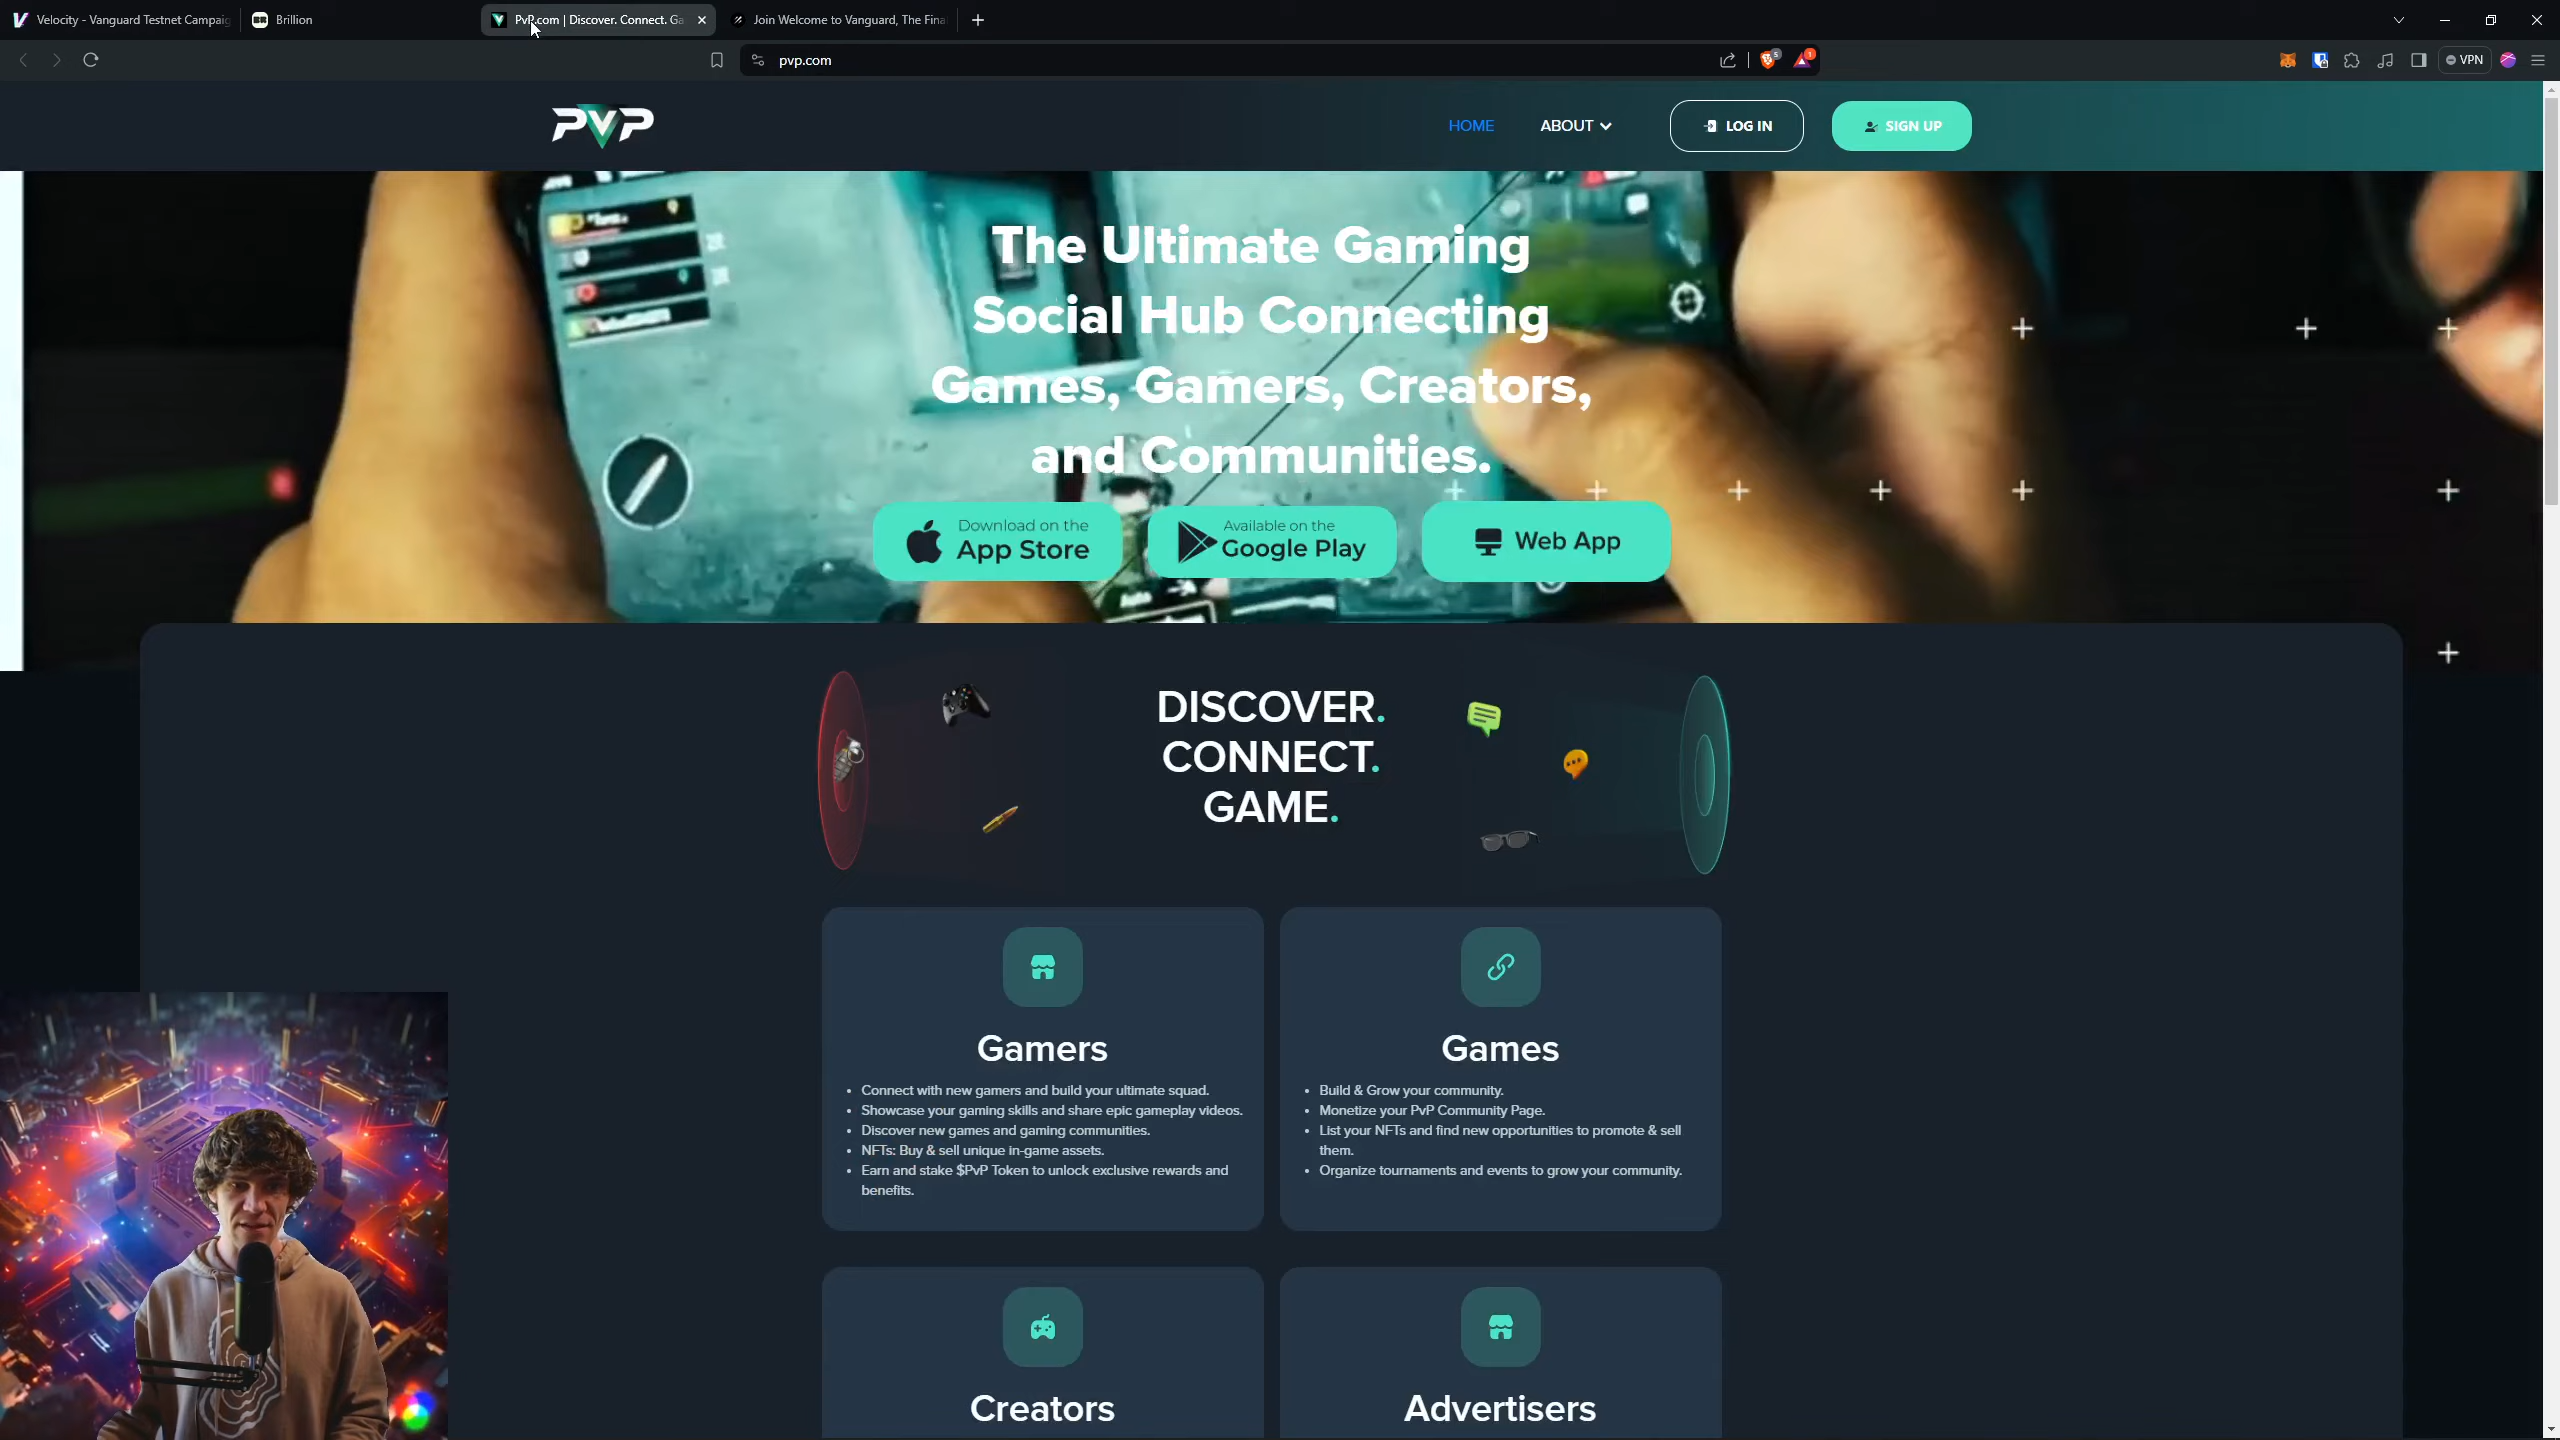 Velocity - Vanguard Testnet Campaig
Brillion
PvP.com | Discover. Connect. Ga
Join Welcome to Vanguard, The Fina
pvp.com
5
1
VPN
PVP
HOME
ABOUT
LOG IN
SIGN UP
The Ultimate Gaming
Social Hub Connecting
Games, Gamers, Creators,
and Communities.
Download on the
App Store
Available on the
Google Play
Web App
DISCOVER.
CONNECT.
GAME.
Gamers
• Connect with new gamers and build your ultimate squad.
• Showcase your gaming skills and share epic gameplay videos.
• Discover new games and gaming communities.
• NFTs: Buy & sell unique in-game assets.
• Earn and stake $PvP Token to unlock exclusive rewards and
benefits.
Games
• Build & Grow your community.
• Monetize your PvP Community Page.
• List your NFTs and find new opportunities to promote & sell
them.
• Organize tournaments and events to grow your community.
Creators
Advertisers